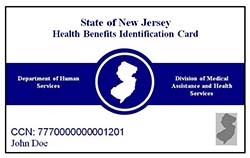 State of New Jersey
Health Benefits Identification Card
Department of Human
Services
Division of Medical
Assistance and Health
Services
CCN: 7770000000001201
John Doe